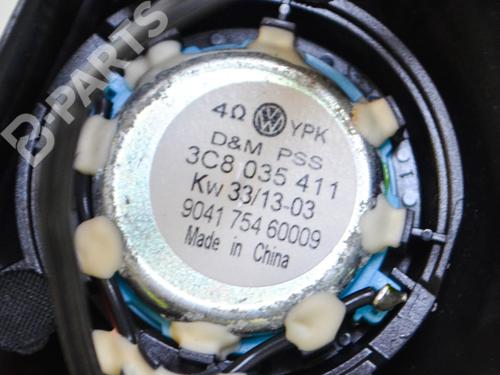 B-PARTS
4Ω YPK
D&M PSS
3C8 035 411
Kw 33/13-03
9041 754 60009
Made in China